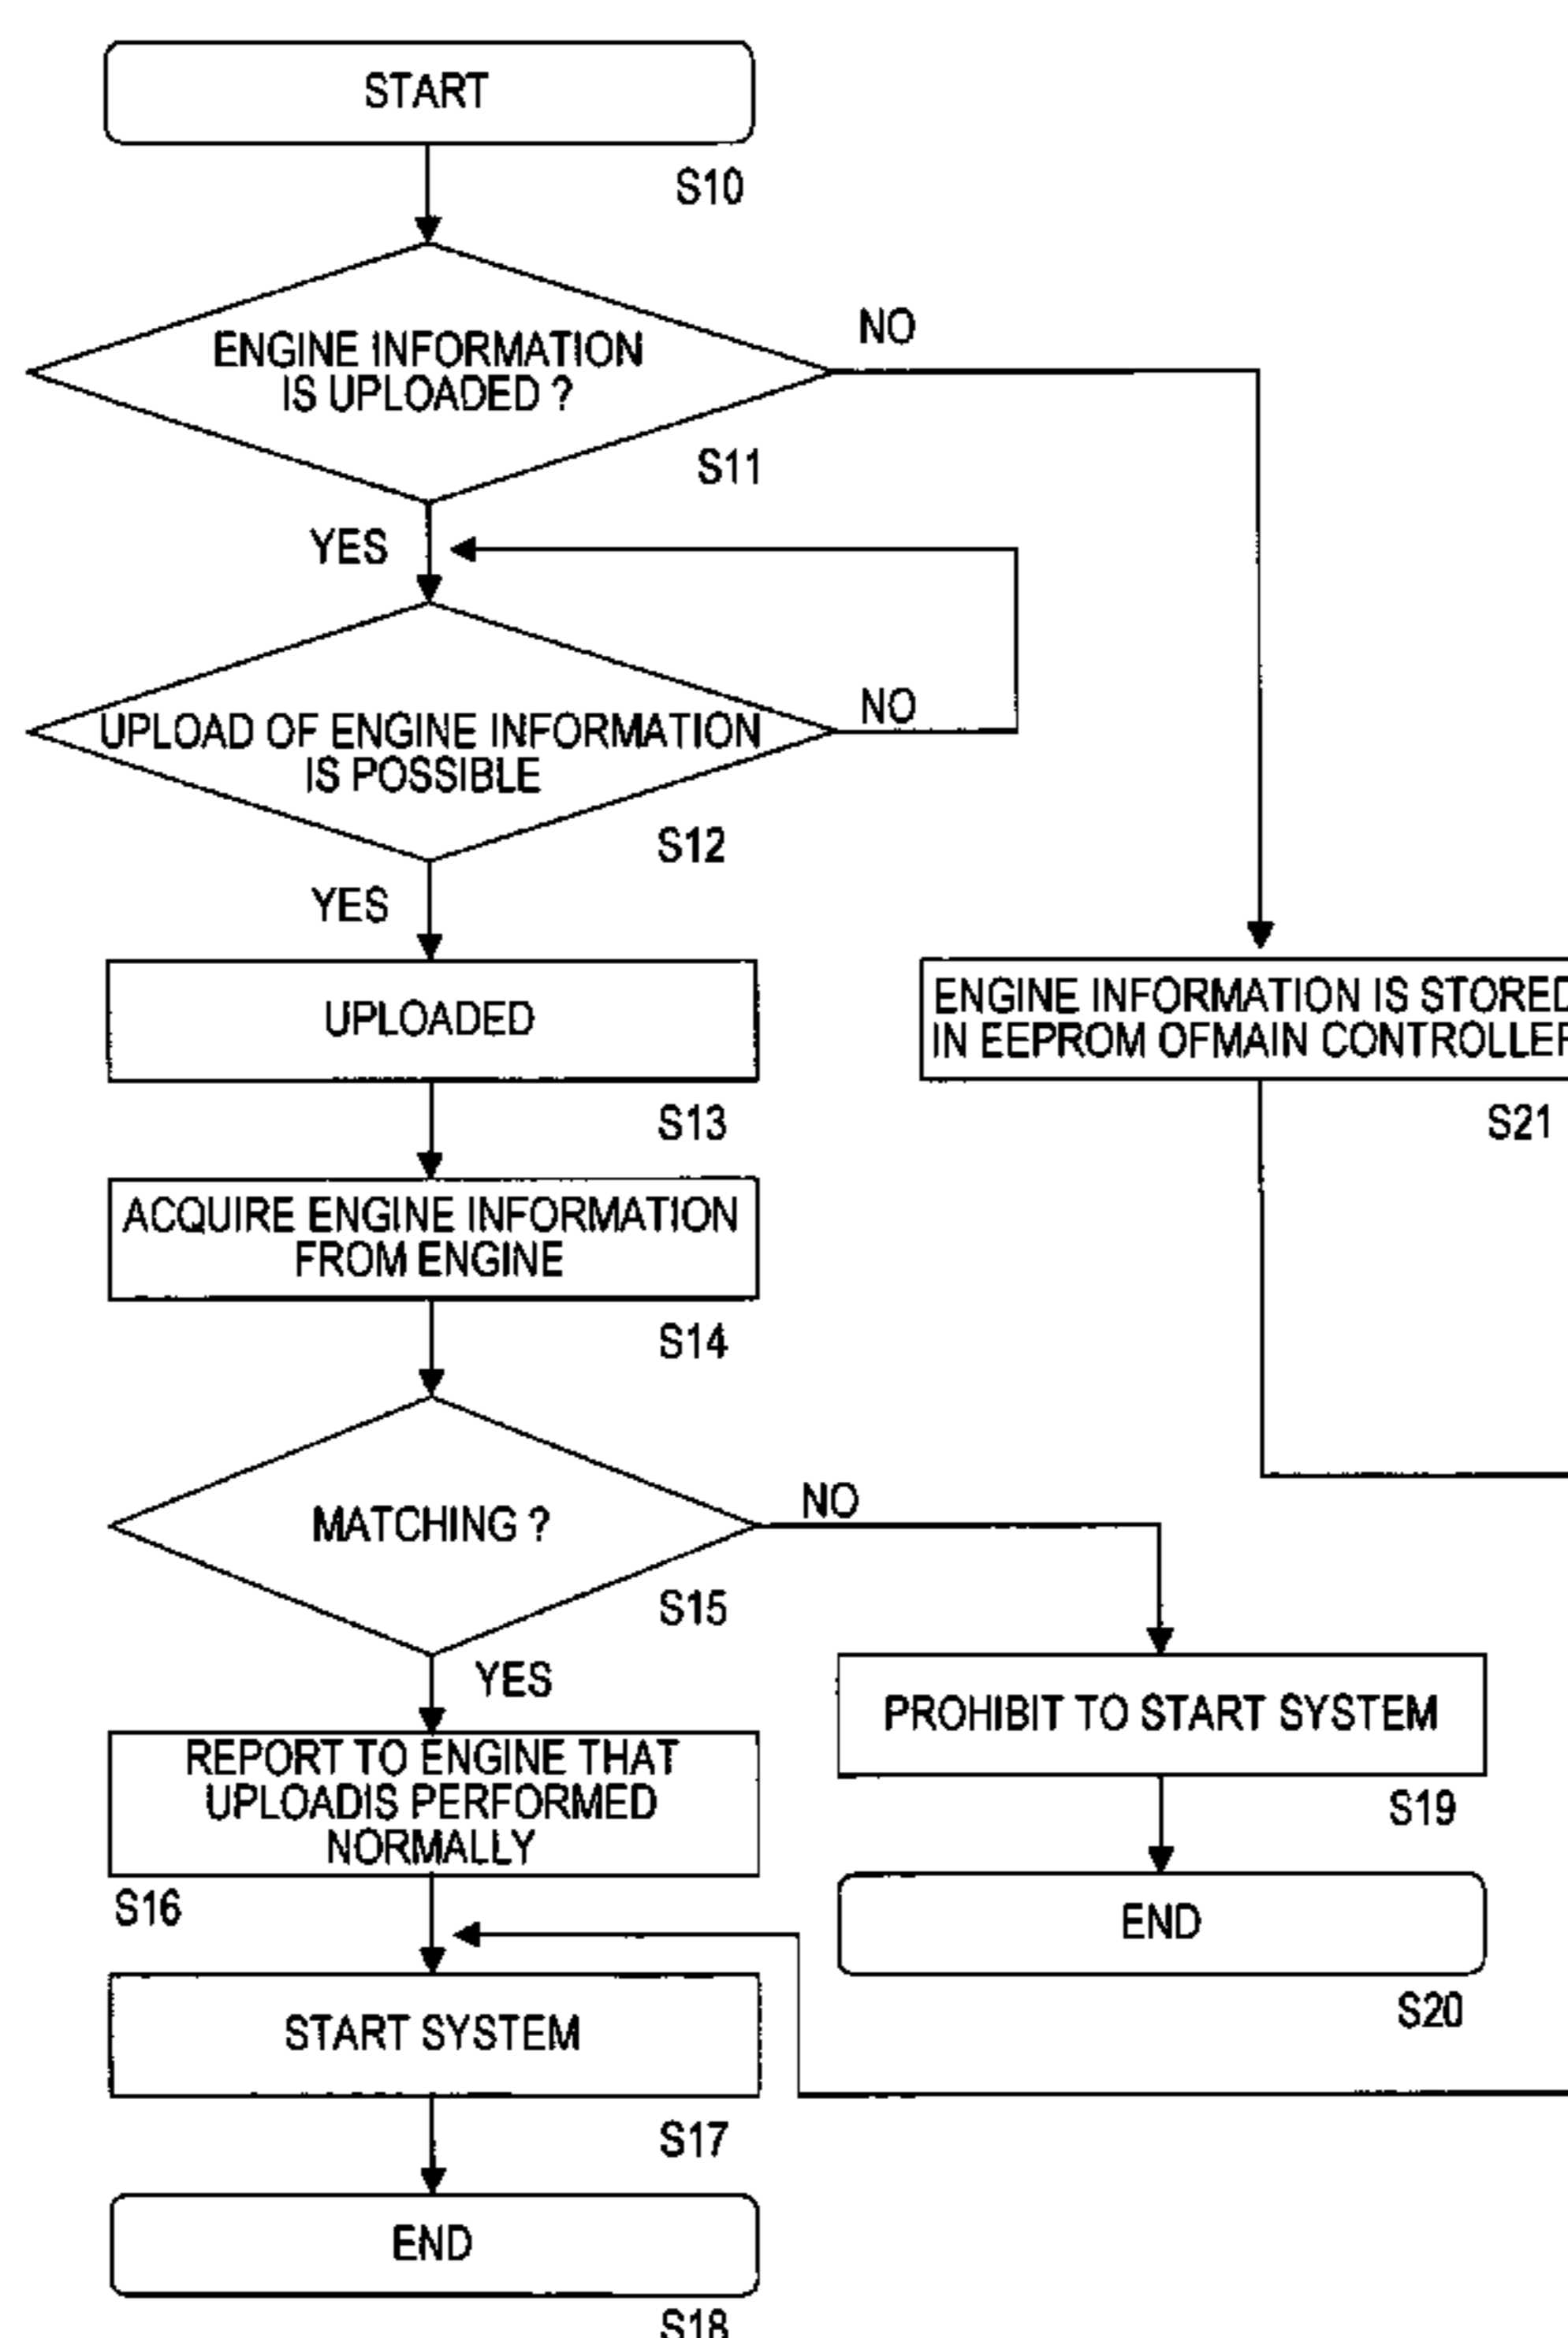 START
S10
ENGINE INFORMATION
IS UPLOADED ?
NO
S11
YES
UPLOAD OF ENGINE INFORMATION
IS POSSIBLE
NO
S12
YES
UPLOADED
S13
ENGINE INFORMATION IS STORED
IN EEPROM OFMAIN CONTROLLER
S21
ACQUIRE ENGINE INFORMATION
FROM ENGINE
S14
MATCHING ?
NO
S15
YES
REPORT TO ENGINE THAT
UPLOADIS PERFORMED
NORMALLY
S16
PROHIBIT TO START SYSTEM
S19
END
S20
START SYSTEM
S17
END
S18